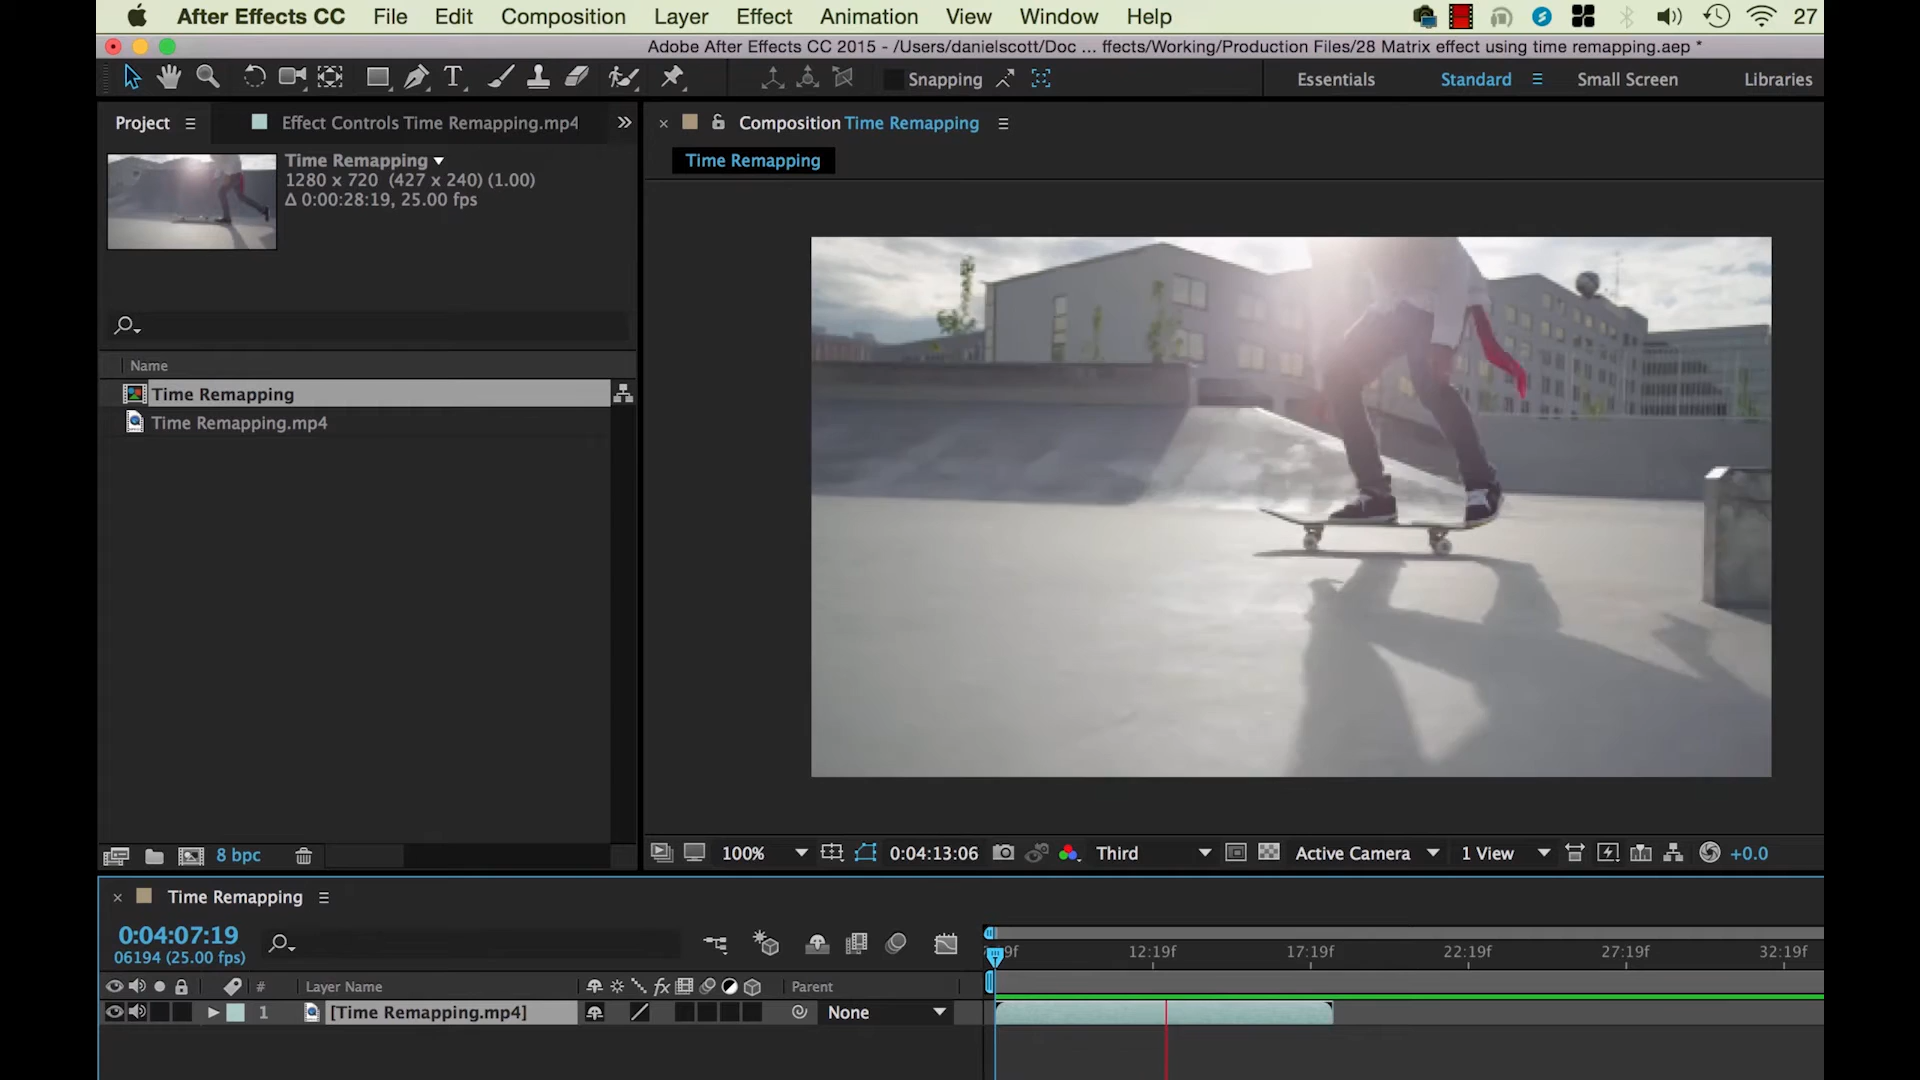 After Effects CC File Edit Composition Layer Effect Animation View Window Help 27
Adobe After Effects CC 2015 - /Users/danielscott/Doc ... ffects/Working/Production Files/28 Matrix effect using time remapping.aep *
T Snapping Essentials Standard Small Screen Libraries
Project Effect Controls Time Remapping.mp4 Composition Time Remapping
Time Remapping
Time Remapping
1280 x 720 (427 x 240) (1.00)
Δ 0:00:28:19, 25.00 fps
Name
Time Remapping
Time Remapping.mp4
8 bpc
100% 0:04:13:06 Third Active Camera 1 View +0.0
Time Remapping
0:04:07:19
06194 (25.00 fps)
9f 12:19f 17:19f 22:19f 27:19f 32:19f
# Layer Name fx Parent
1 [Time Remapping.mp4] None